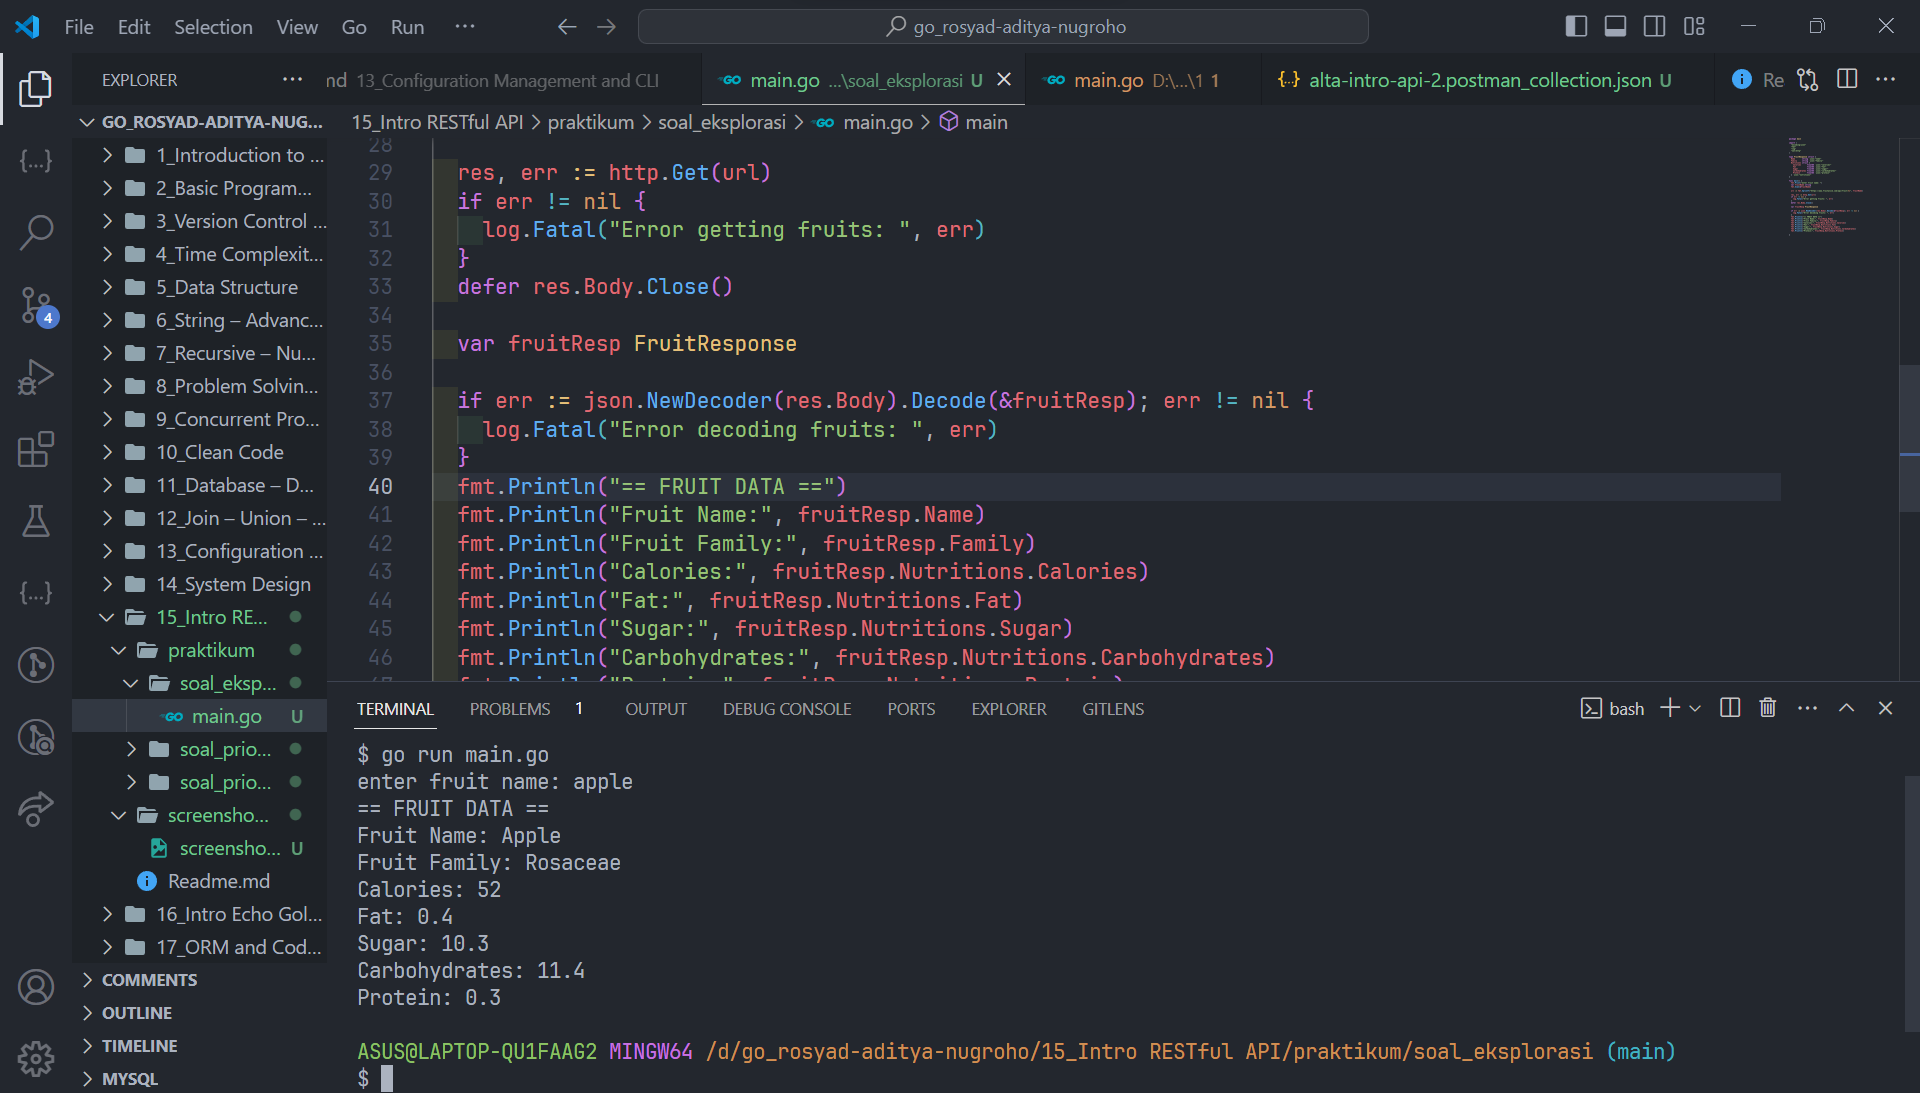 File Edit Selection View Go Run ··· go_rosyad-aditya-nugroho
EXPLORER ···
nd 13_Configuration Management and CLI
main.go ...\soal_eksplorasi U
main.go D:\...\1 1
{..} alta-intro-api-2.postman_collection.json U
Re
GO_ROSYAD-ADITYA-NUG...
1_Introduction to ...
2_Basic Program...
3_Version Control ...
4_Time Complexit...
5_Data Structure
6_String – Advanc...
7_Recursive – Nu...
8_Problem Solvin...
9_Concurrent Pro...
10_Clean Code
11_Database – D...
12_Join – Union – ...
13_Configuration ...
14_System Design
15_Intro RE...
praktikum
soal_eksp...
main.go U
soal_prio...
soal_prio...
screensho...
screensho... U
Readme.md
16_Intro Echo Gol...
17_ORM and Cod...
COMMENTS
OUTLINE
TIMELINE
MYSQL
4
15_Intro RESTful API > praktikum > soal_eksplorasi > main.go > main
28
29 res, err := http.Get(url)
30 if err != nil {
31 log.Fatal("Error getting fruits: ", err)
32 }
33 defer res.Body.Close()
34
35 var fruitResp FruitResponse
36
37 if err := json.NewDecoder(res.Body).Decode(&fruitResp); err != nil {
38 log.Fatal("Error decoding fruits: ", err)
39 }
40 fmt.Println("== FRUIT DATA ==")
41 fmt.Println("Fruit Name:", fruitResp.Name)
42 fmt.Println("Fruit Family:", fruitResp.Family)
43 fmt.Println("Calories:", fruitResp.Nutritions.Calories)
44 fmt.Println("Fat:", fruitResp.Nutritions.Fat)
45 fmt.Println("Sugar:", fruitResp.Nutritions.Sugar)
46 fmt.Println("Carbohydrates:", fruitResp.Nutritions.Carbohydrates)
TERMINAL PROBLEMS 1 OUTPUT DEBUG CONSOLE PORTS EXPLORER GITLENS bash
$ go run main.go
enter fruit name: apple
== FRUIT DATA ==
Fruit Name: Apple
Fruit Family: Rosaceae
Calories: 52
Fat: 0.4
Sugar: 10.3
Carbohydrates: 11.4
Protein: 0.3
ASUS@LAPTOP-QU1FAAG2 MINGW64 /d/go_rosyad-aditya-nugroho/15_Intro RESTful API/praktikum/soal_eksplorasi (main)
$